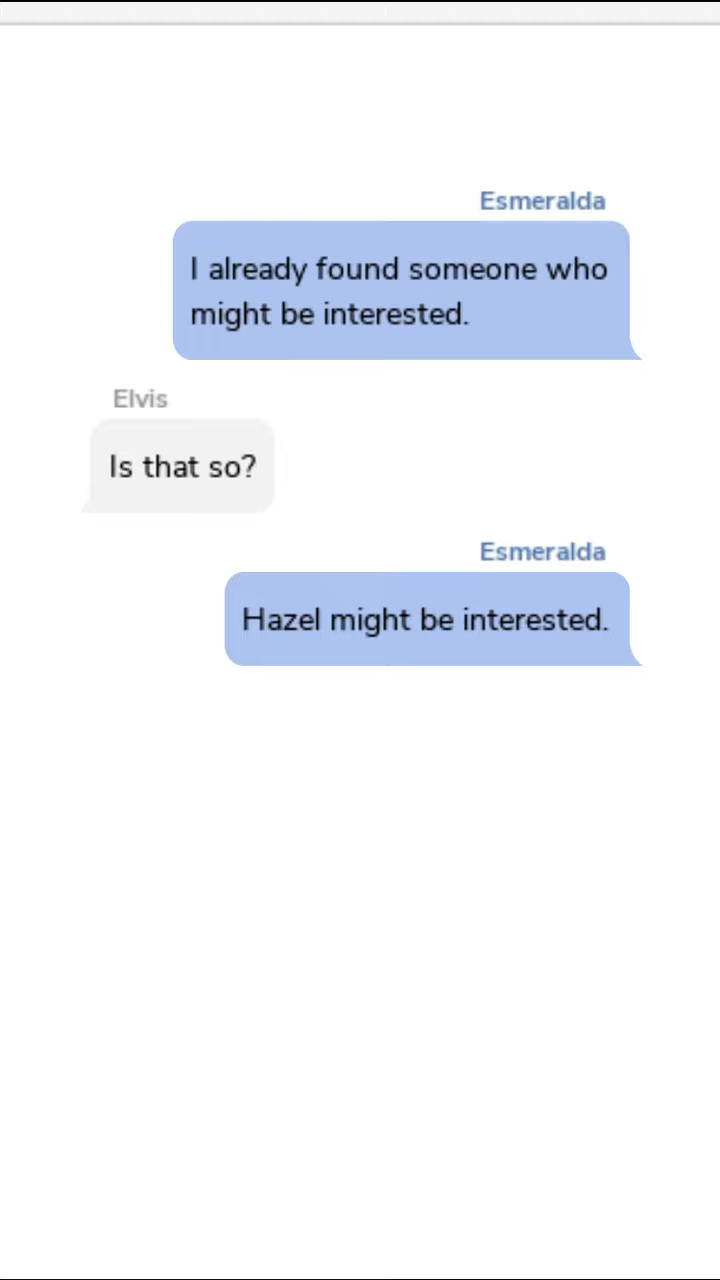 Esmeralda
I already found someone who
might be interested.
Elvis
Is that so?
Esmeralda
Hazel might be interested.